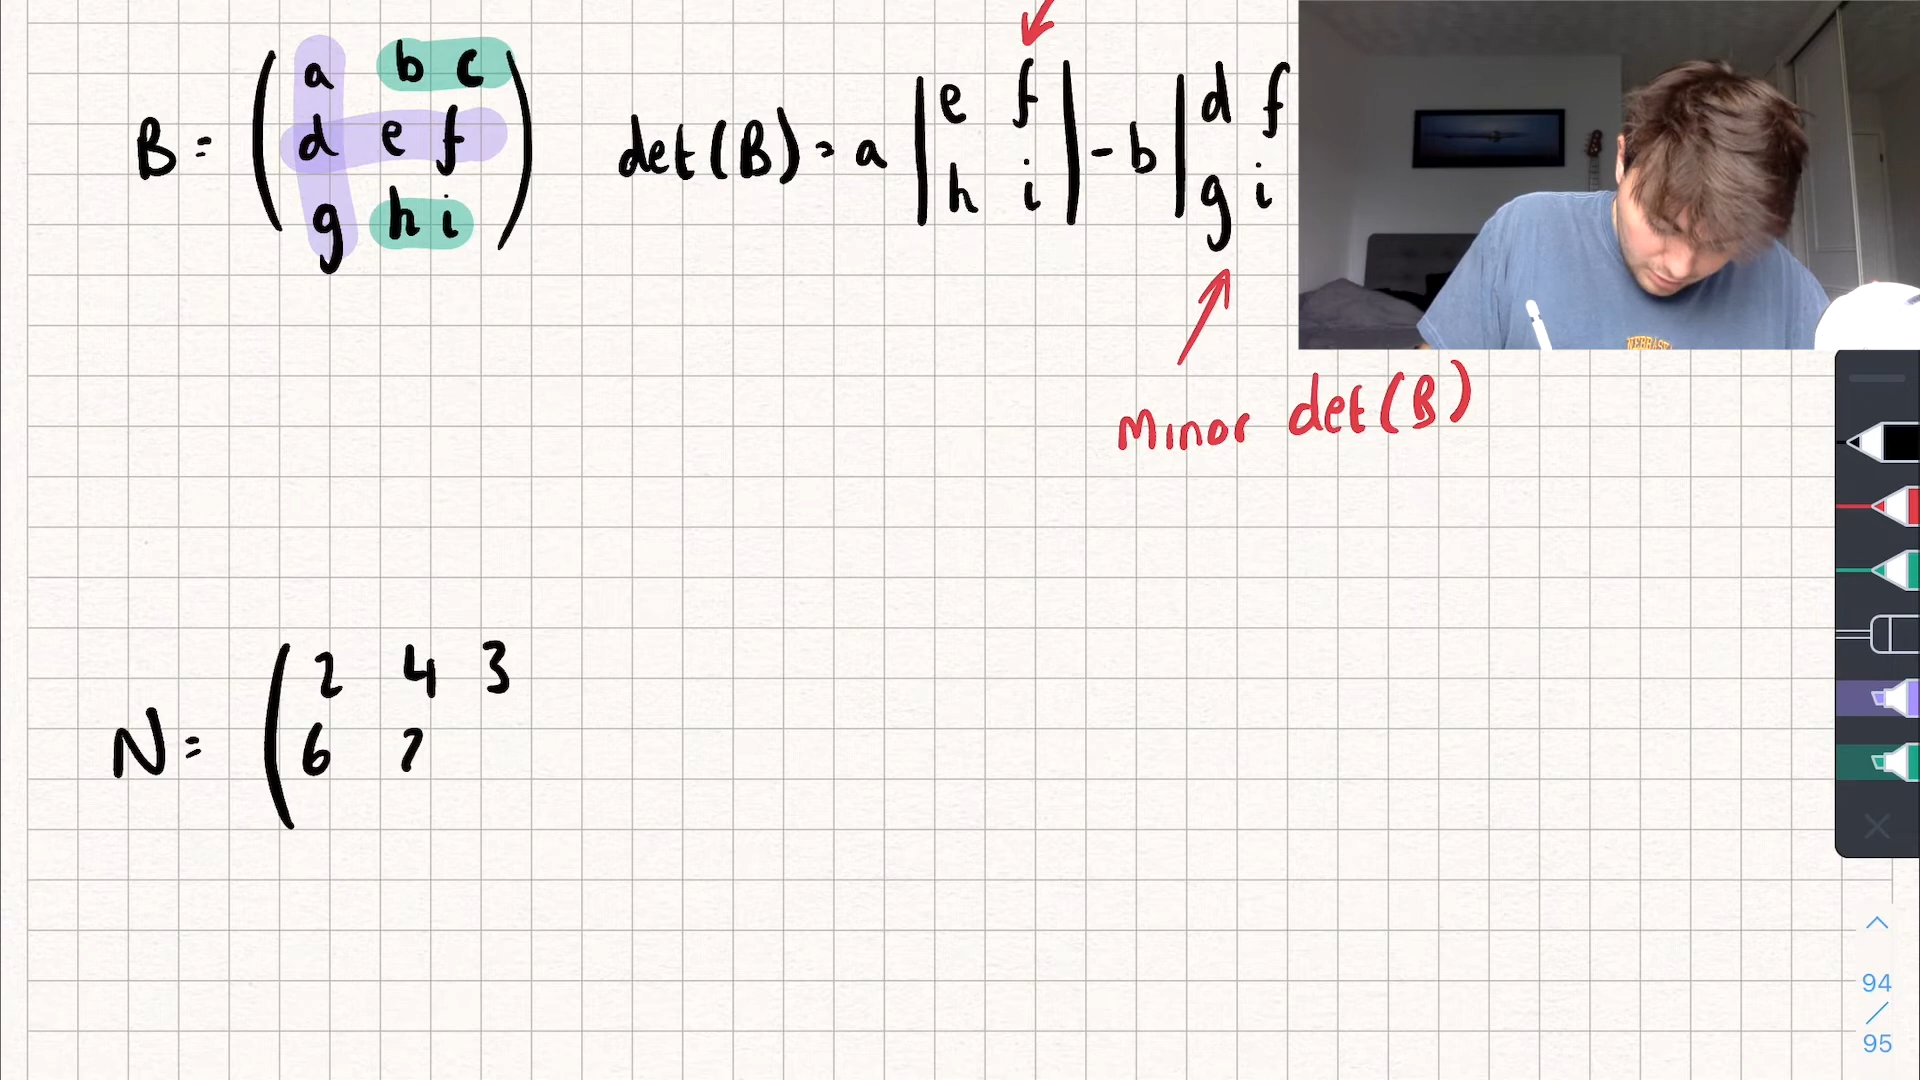 B = ( a b c
d e f
g h i )
det(B) = a | e f
h i | - b | d f
g i
Minor det(B)
N = ( 2 4 3
6 7
94
/
95